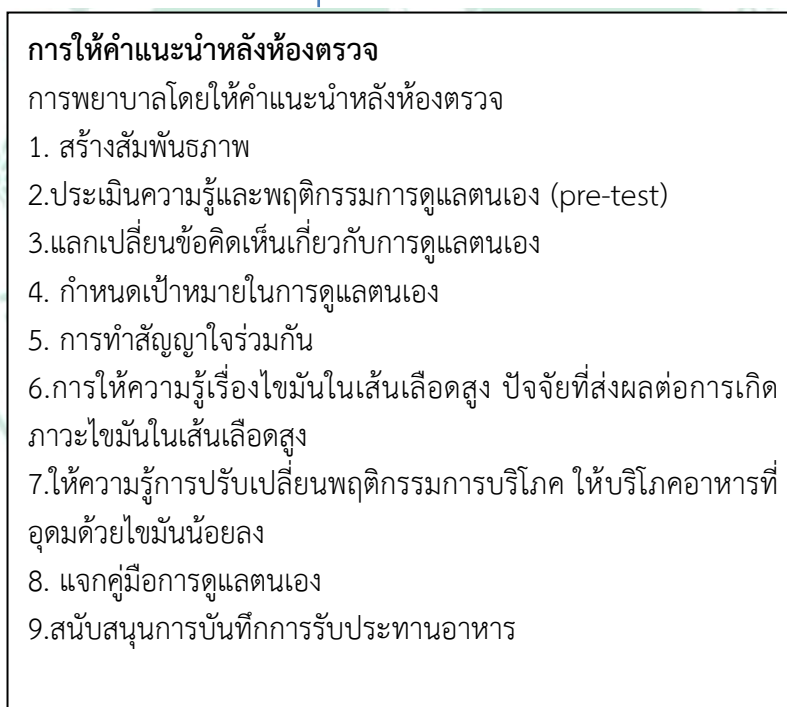 การให้คำแนะนำหลังห้องตรวจ
การพยาบาลโดยให้คำแนะนำหลังห้องตรวจ
1. สร้างสัมพันธภาพ
2.ประเมินความรู้และพฤติกรรมการดูแลตนเอง (pre-test)
3.แลกเปลี่ยนข้อคิดเห็นเกี่ยวกับการดูแลตนเอง
4. กำหนดเป้าหมายในการดูแลตนเอง
5. การทำสัญญาใจร่วมกัน
6.การให้ความรู้เรื่องไขมันในเส้นเลือดสูง ปัจจัยที่ส่งผลต่อการเกิด
ภาวะไขมันในเส้นเลือดสูง
7.ให้ความรู้การปรับเปลี่ยนพฤติกรรมการบริโภค ให้บริโภคอาหารที่
อุดมด้วยไขมันน้อยลง
8. แจกคู่มือการดูแลตนเอง
9.สนับสนุนการบันทึกการรับประทานอาหาร